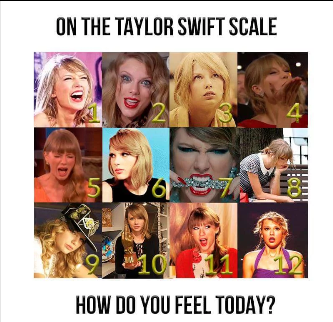 ON THE TAYLOR SWIFT SCALE
1 2 3 4
5 6 7 8
9 10 11 12
HOW DO YOU FEEL TODAY?